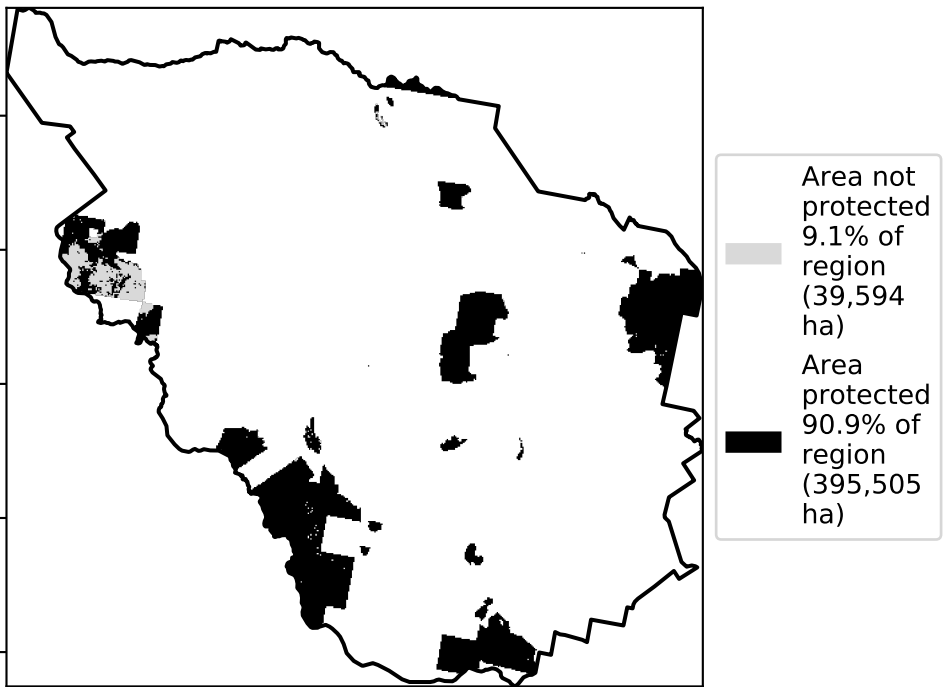 Area not
protected
9.1% of
region
(39,594
ha)
Area
protected
90.9% of
region
(395,505
ha)